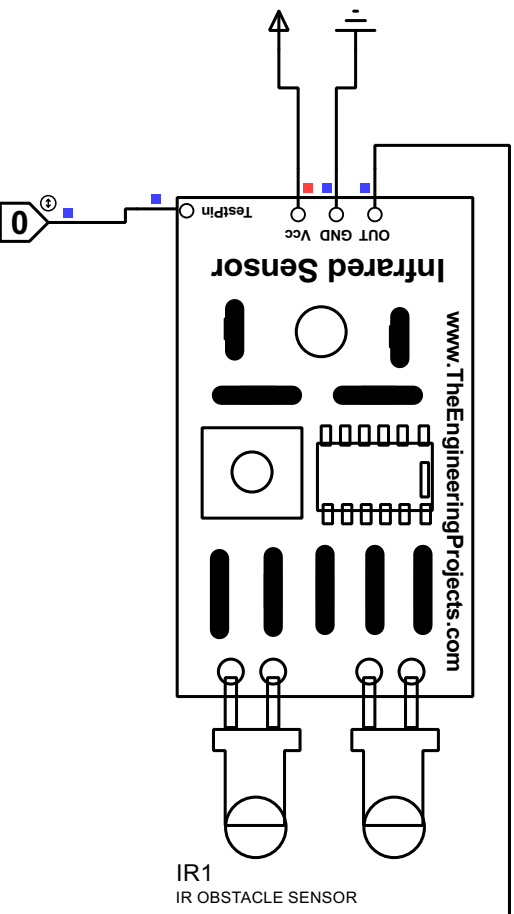 0
TestPin
Vcc GND OUT
Infrared Sensor
www.TheEngineeringProjects.com
IR1
IR OBSTACLE SENSOR